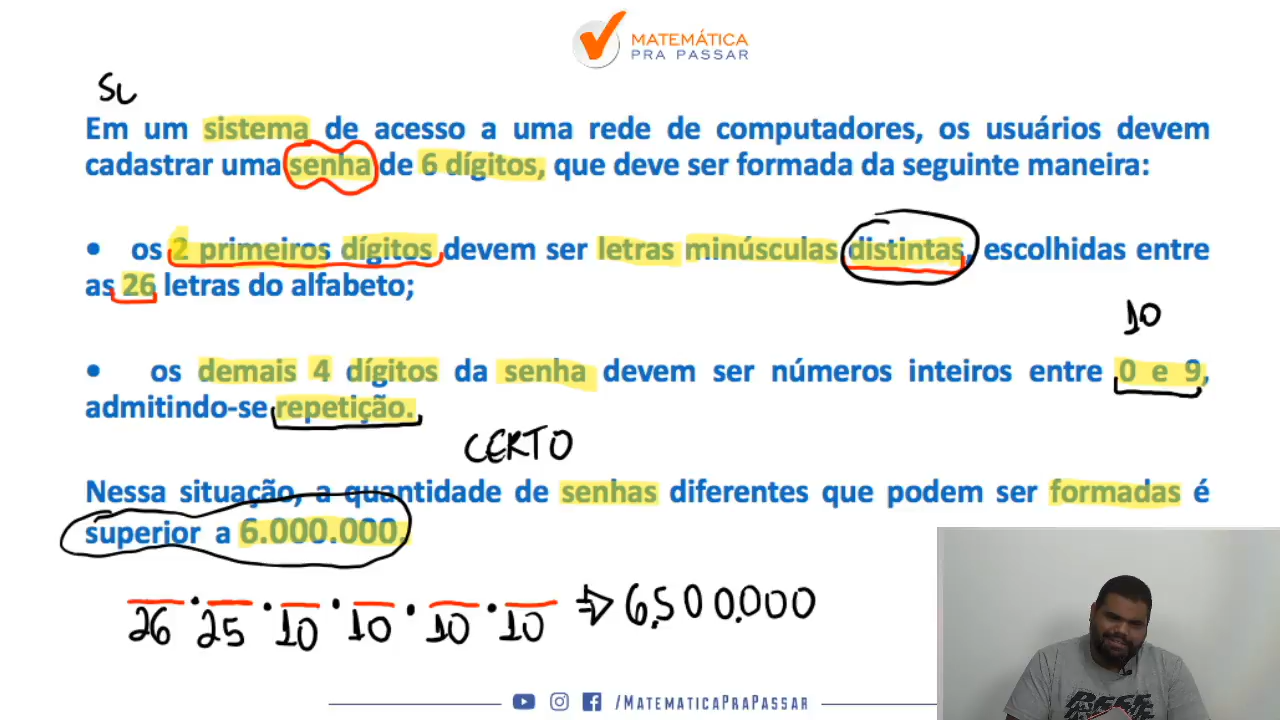 MATEMÁTICA
PRA PASSAR
SU
Em um sistema de acesso a uma rede de computadores, os usuários devem
cadastrar uma senha de 6 dígitos, que deve ser formada da seguinte maneira:
• os 2 primeiros dígitos devem ser letras minúsculas distintas, escolhidas entre
as 26 letras do alfabeto;
10
• os demais 4 dígitos da senha devem ser números inteiros entre 0 e 9,
admitindo-se repetição.
CERTO
Nessa situação, a quantidade de senhas diferentes que podem ser formadas é
superior a 6.000.000.
26 · 25 · 10 · 10 · 10 · 10 ⇒ 6.500.000
/MATEMATICAPRAPASSAR